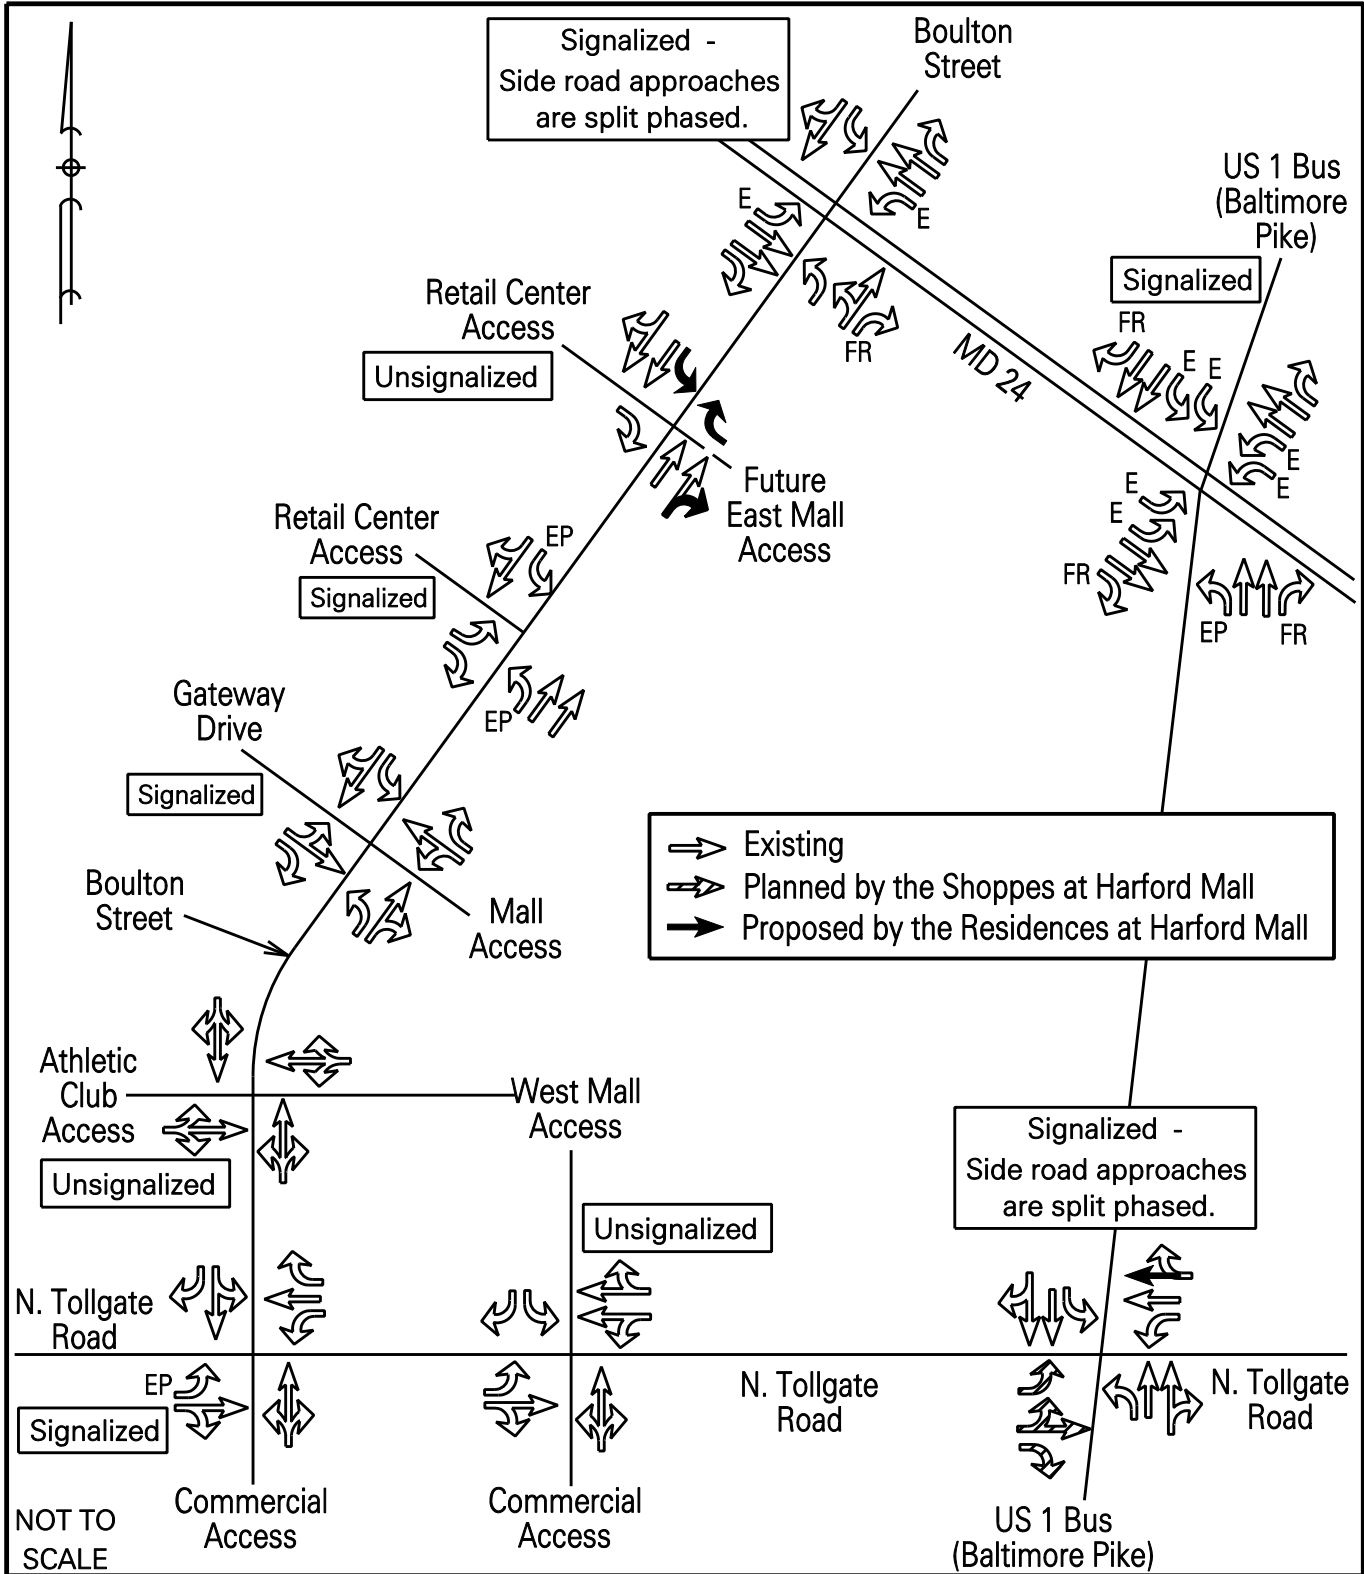 Signalized -
Side road approaches
are split phased.
Boulton
Street
US 1 Bus
(Baltimore
Pike)
Signalized
E
E
FR
MD 24
FR
E
E
E
E
E
E
FR
EP
FR
Retail Center
Access
Unsignalized
Future
East Mall
Access
Retail Center
Access
Signalized
EP
EP
Gateway
Drive
Signalized
Mall
Access
Boulton
Street
Existing
Planned by the Shoppes at Harford Mall
Proposed by the Residences at Harford Mall
Athletic
Club
Access
Unsignalized
West Mall
Access
Unsignalized
Signalized -
Side road approaches
are split phased.
N. Tollgate
Road
EP
Signalized
N. Tollgate
Road
N. Tollgate
Road
Commercial
Access
Commercial
Access
US 1 Bus
(Baltimore Pike)
NOT TO
SCALE